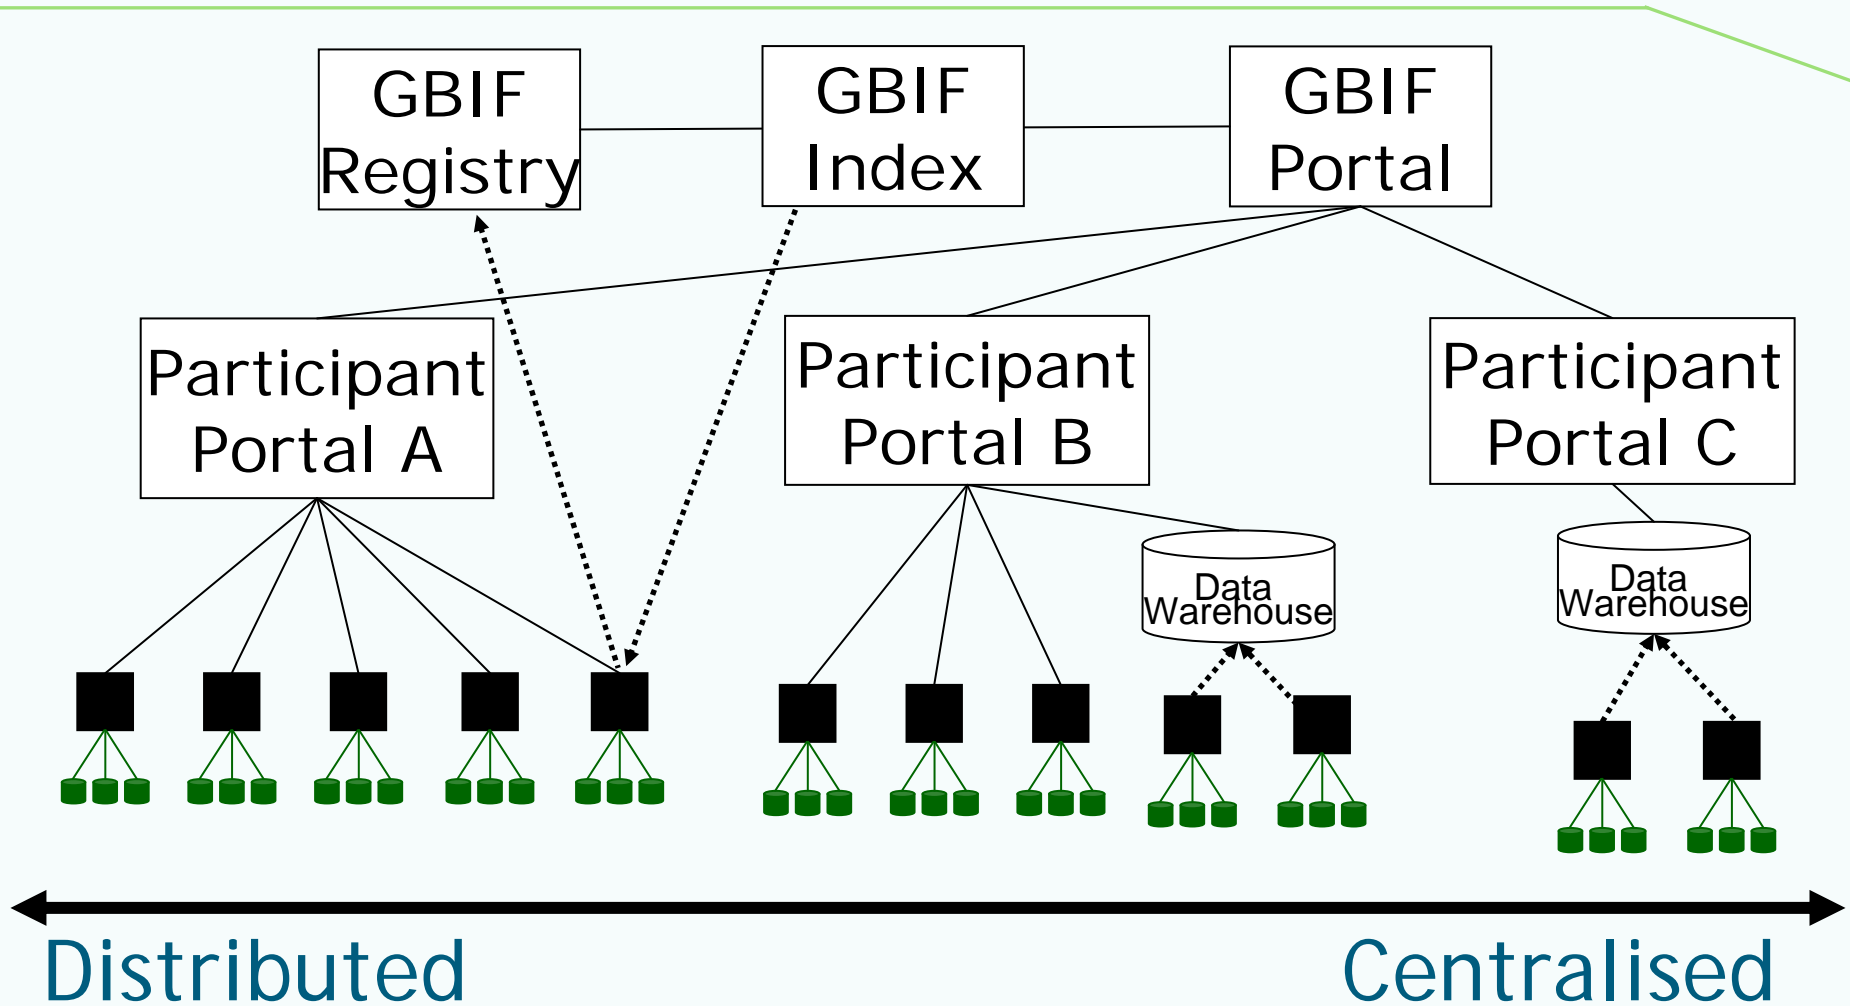 GBIF
Registry
GBIF
Index
GBIF
Portal
Participant
Portal A
Participant
Portal B
Participant
Portal C
Data
Warehouse
Data
Warehouse
Distributed
Centralised